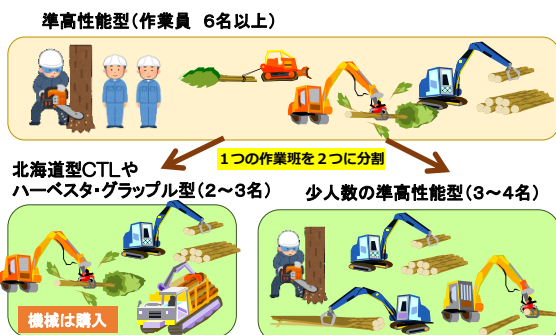 準高性能型(作業員　6名以上)
１つの作業班を２つに分割
北海道型CTLや
ハーベスタ・グラップル型(２～３名)
少人数の準高性能型(３～４名)
機械は購入